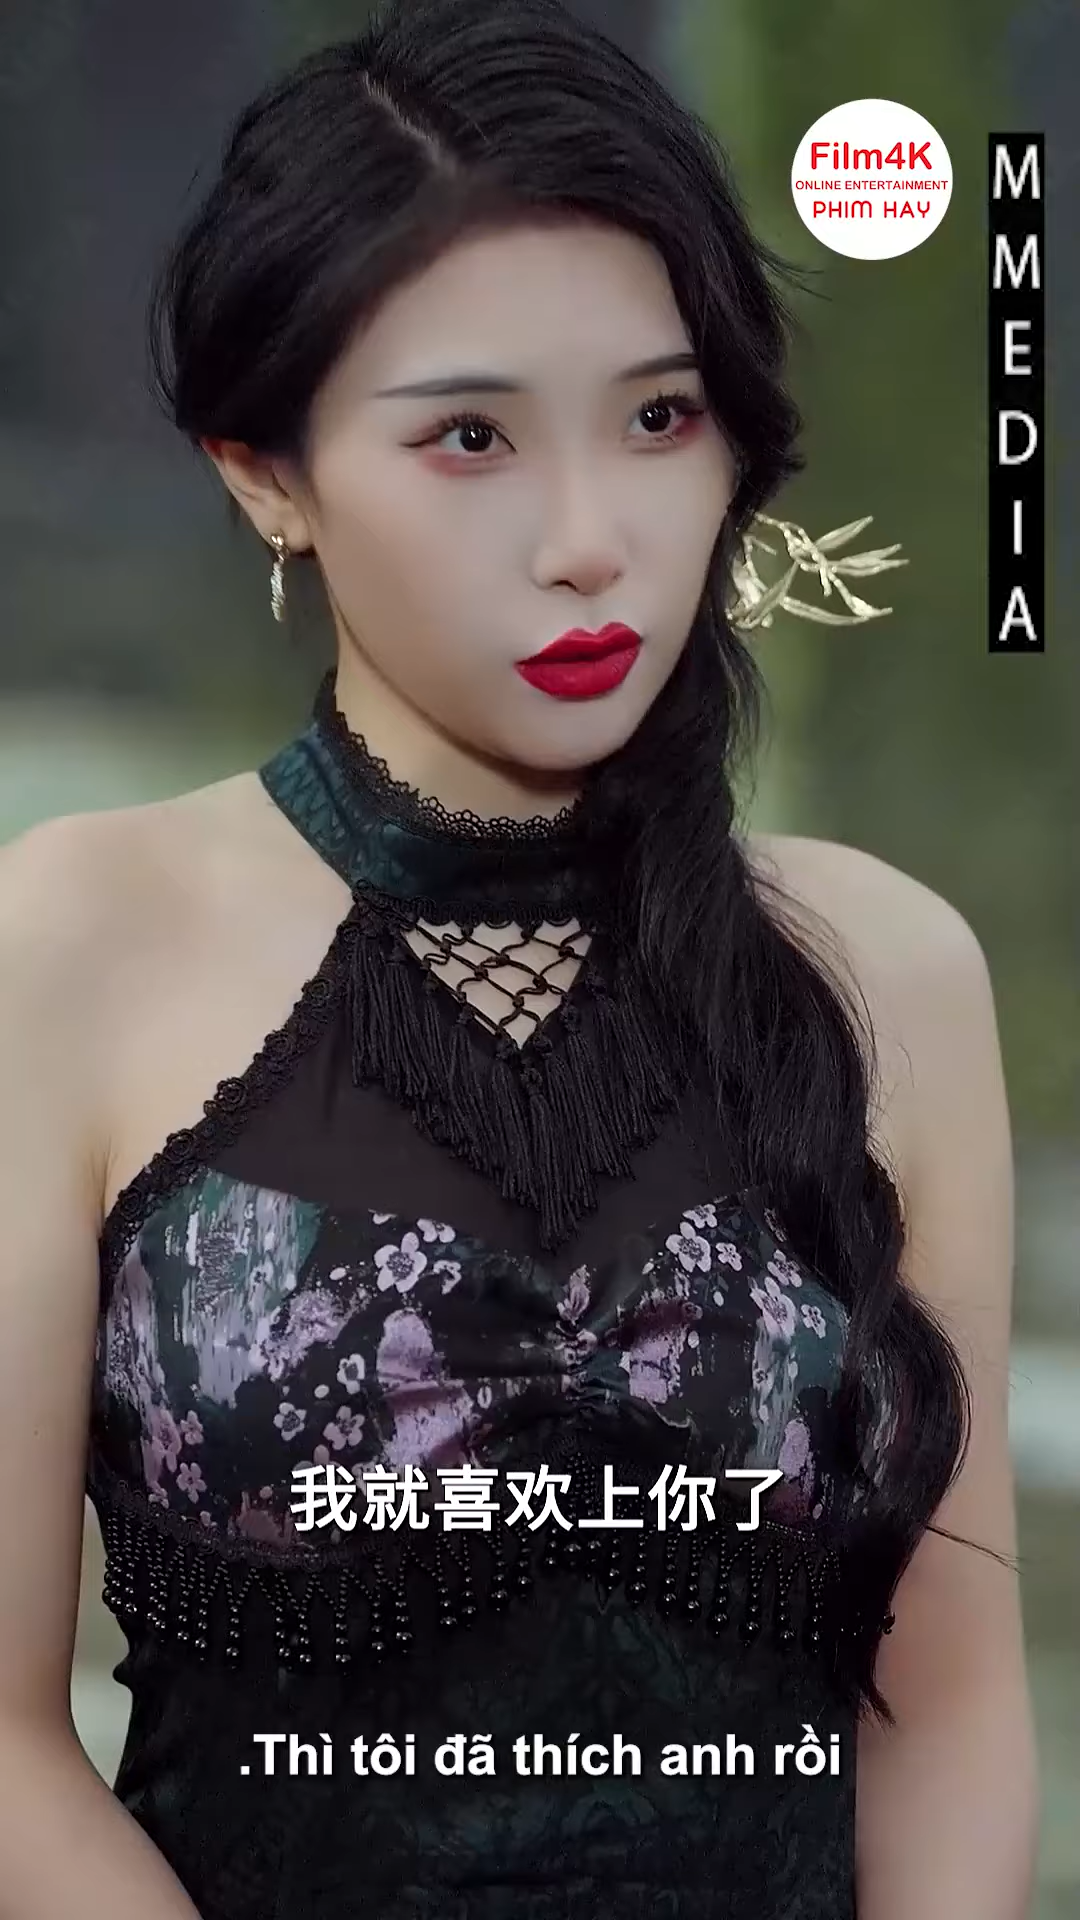 Film4K
ONLINE ENTERTAINMENT
PHIM HAY
MMEDIA
我就喜欢上你了
.Thì tôi đã thích anh rồi